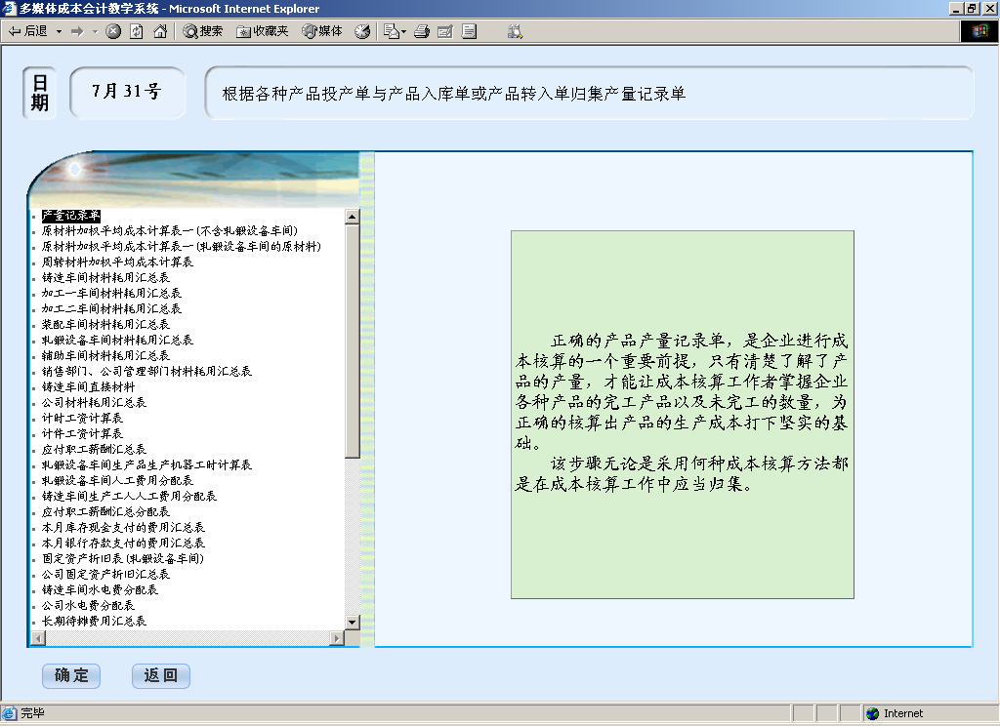 多媒体成本会计教学系统 - Microsoft Internet Explorer
后退 搜索 收藏夹 媒体
日期 7月31号 根据各种产品投产单与产品入库单或产品转入单归集产量记录单
产量记录单
原材料加权平均成本计算表一(不含轧锻设备车间)
原材料加权平均成本计算表一(轧锻设备车间的原材料)
周转材料加权平均成本计算表
铸造车间材料耗用汇总表
加工一车间材料耗用汇总表
加工二车间材料耗用汇总表
装配车间材料耗用汇总表
轧锻设备车间材料耗用汇总表
辅助车间材料耗用汇总表
销售部门、公司管理部门材料耗用汇总表
铸造车间直接材料
公司材料耗用汇总表
计时工资计算表
计件工资计算表
应付职工薪酬汇总表
轧锻设备车间生产品生产机器工时计算表
轧锻设备车间人工费用分配表
铸造车间生产工人人工费用分配表
应付职工薪酬汇总分配表
本月库存现金支付的费用汇总表
本月银行存款支付的费用汇总表
固定资产折旧表(轧锻设备车间)
公司固定资产折旧汇总表
铸造车间水电费分配表
公司水电费分配表
长期待摊费用汇总表
正确的产品产量记录单，是企业进行成
本核算的一个重要前提，只有清楚了解了产
品的产量，才能让成本核算工作者掌握企业
各种产品的完工产品以及未完工的数量，为
正确的核算出产品的生产成本打下坚实的基
础。
该步骤无论是采用何种成本核算方法都
是在成本核算工作中应当归集。
确定 返回
完毕 Internet